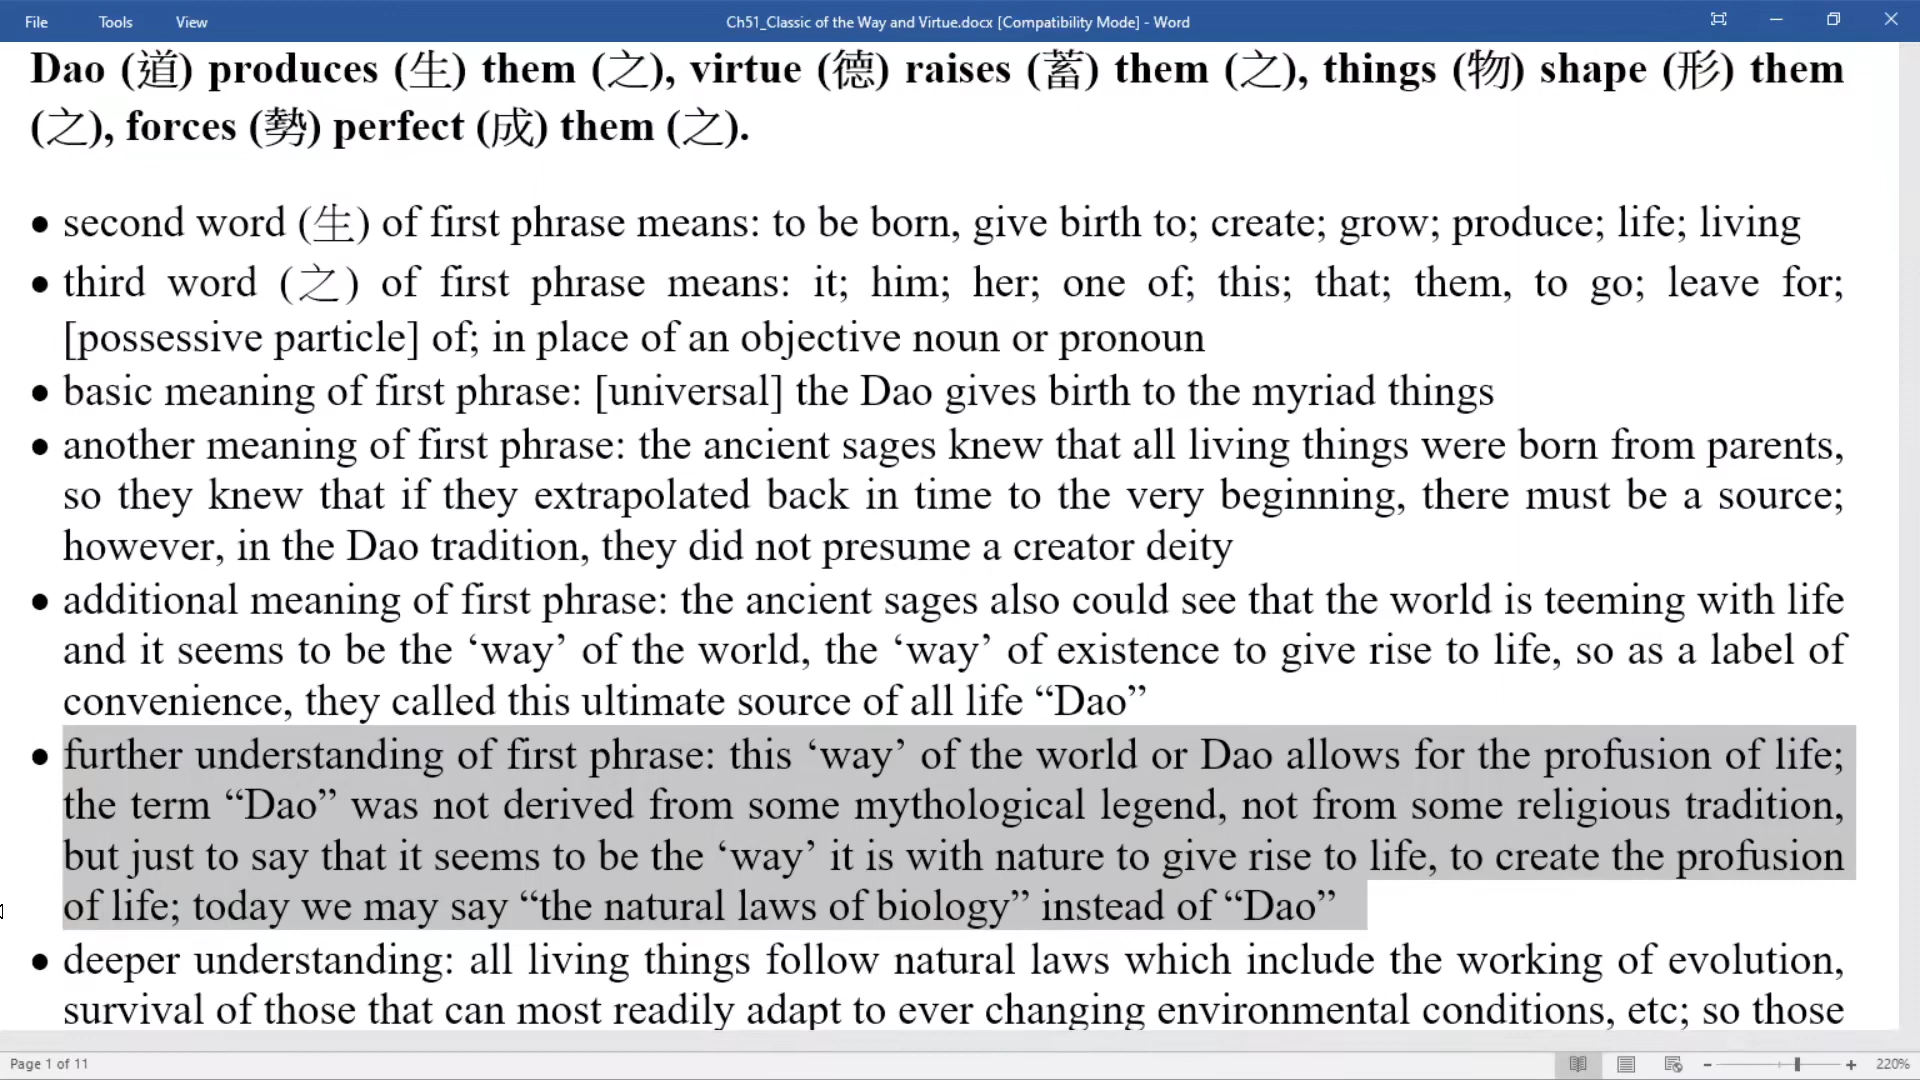 File Tools View Ch51_Classic of the Way and Virtue.docx [Compatibility Mode] - Word
Dao (道) produces (生) them (之), virtue (德) raises (蓄) them (之), things (物) shape (形) them
(之), forces (勢) perfect (成) them (之).
● second word (生) of first phrase means: to be born, give birth to; create; grow; produce; life; living
● third word (之) of first phrase means: it; him; her; one of; this; that; them, to go; leave for;
[possessive particle] of; in place of an objective noun or pronoun
● basic meaning of first phrase: [universal] the Dao gives birth to the myriad things
● another meaning of first phrase: the ancient sages knew that all living things were born from parents,
so they knew that if they extrapolated back in time to the very beginning, there must be a source;
however, in the Dao tradition, they did not presume a creator deity
● additional meaning of first phrase: the ancient sages also could see that the world is teeming with life
and it seems to be the ‘way’ of the world, the ‘way’ of existence to give rise to life, so as a label of
convenience, they called this ultimate source of all life “Dao”
● further understanding of first phrase: this ‘way’ of the world or Dao allows for the profusion of life;
the term “Dao” was not derived from some mythological legend, not from some religious tradition,
but just to say that it seems to be the ‘way’ it is with nature to give rise to life, to create the profusion
of life; today we may say “the natural laws of biology” instead of “Dao”
● deeper understanding: all living things follow natural laws which include the working of evolution,
survival of those that can most readily adapt to ever changing environmental conditions, etc; so those
Page 1 of 11 220%